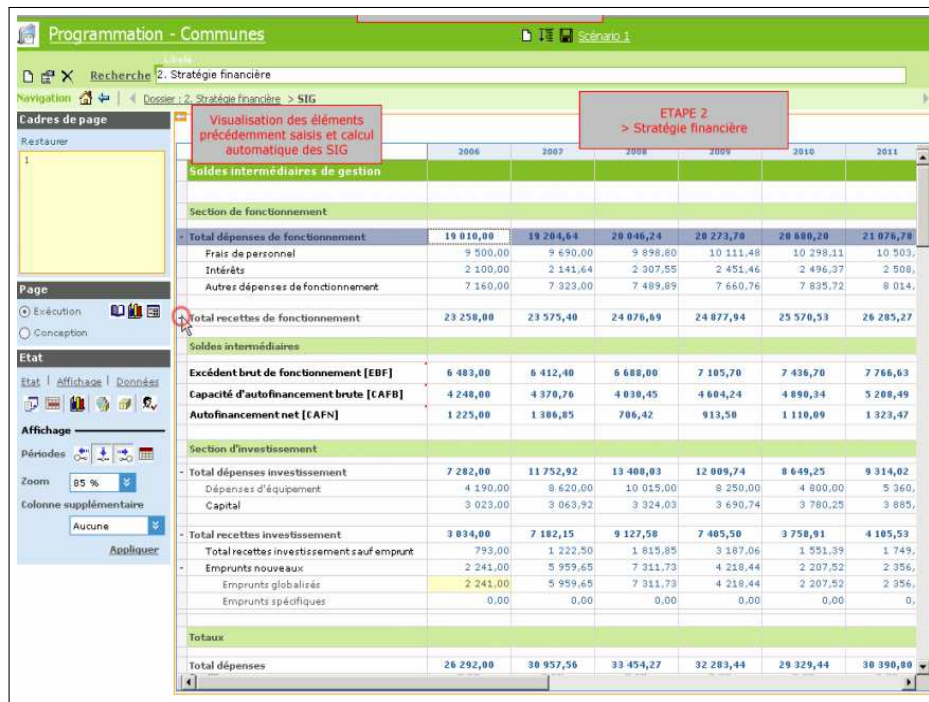 Programmation - Communes
Scénario 1
Recherche
2. Stratégie financière
Navigation
Dossier : 2. Stratégie financière > SIG
Cadres de page
Restaurer
1
Page
Exécution
Conception
Etat
Etat | Affichage | Données
Affichage
Périodes
Zoom 85 %
Colonne supplémentaire
Aucune
Appliquer
Visualisation des éléments
précédemment saisis et calcul
automatique des SIG
ETAPE 2
> Stratégie financière
2006 2007 2008 2009 2010 2011
Soldes intermédiaires de gestion
Section de fonctionnement
- Total dépenses de fonctionnement 19 010,00 19 204,64 20 046,24 20 273,70 20 680,20 21 076,78
Frais de personnel 9 500,00 9 690,00 9 898,80 10 111,48 10 298,11 10 503,
Intérêts 2 100,00 2 141,64 2 307,55 2 451,46 2 496,37 2 508,
Autres dépenses de fonctionnement 7 160,00 7 323,00 7 489,89 7 660,76 7 835,72 8 014,
Total recettes de fonctionnement 23 258,00 23 575,40 24 076,69 24 877,94 25 570,53 26 285,27
Soldes intermédiaires
Excédent brut de fonctionnement [EBF] 6 483,00 6 412,40 6 688,00 7 105,70 7 436,70 7 766,63
Capacité d'autofinancement brute [CAFB] 4 248,00 4 370,76 4 030,45 4 604,24 4 890,34 5 208,49
Autofinancement net [CAFN] 1 225,00 1 306,85 706,42 913,50 1 110,09 1 323,47
Section d'investissement
- Total dépenses investissement 7 282,00 11 752,92 13 408,03 12 009,74 8 649,25 9 314,02
Dépenses d'équipement 4 190,00 8 620,00 10 015,00 8 250,00 4 800,00 5 360,
Capital 3 023,00 3 063,92 3 324,03 3 690,74 3 780,25 3 885,
- Total recettes investissement 3 034,00 7 182,15 9 127,58 7 405,50 3 758,91 4 105,53
Total recettes investissement sauf emprunt 793,00 1 222,50 1 815,85 3 187,06 1 551,39 1 749,
- Emprunts nouveaux 2 241,00 5 959,65 7 311,73 4 218,44 2 207,52 2 356,
Emprunts globalisés 2 241,00 5 959,65 7 311,73 4 218,44 2 207,52 2 356,
Emprunts spécifiques 0,00 0,00 0,00 0,00 0,00 0,
Totaux
Total dépenses 26 292,00 30 957,56 33 454,27 32 283,44 29 329,44 30 390,80